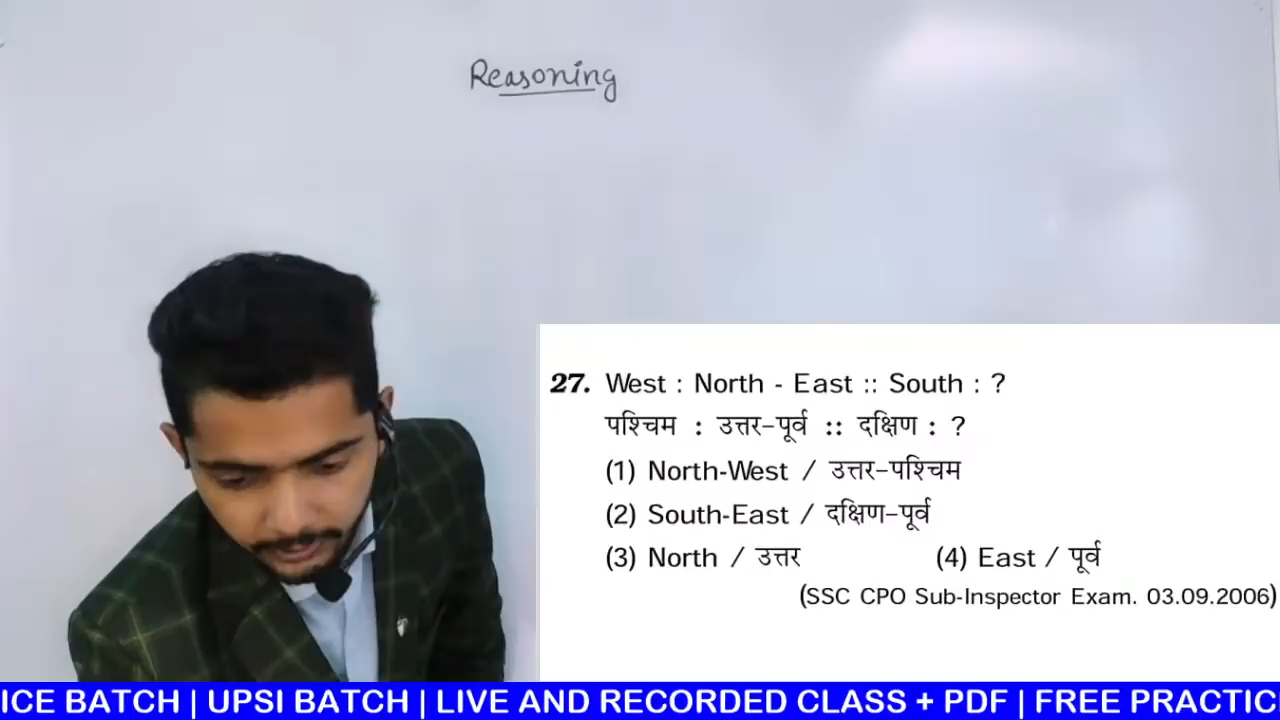 Reasoning
27. West : North - East :: South : ?
पश्चिम : उत्तर-पूर्व :: दक्षिण : ?
(1) North-West / उत्तर-पश्चिम
(2) South-East / दक्षिण-पूर्व
(3) North / उत्तर (4) East / पूर्व
(SSC CPO Sub-Inspector Exam. 03.09.2006)
ICE BATCH | UPSI BATCH | LIVE AND RECORDED CLASS + PDF | FREE PRACTIC